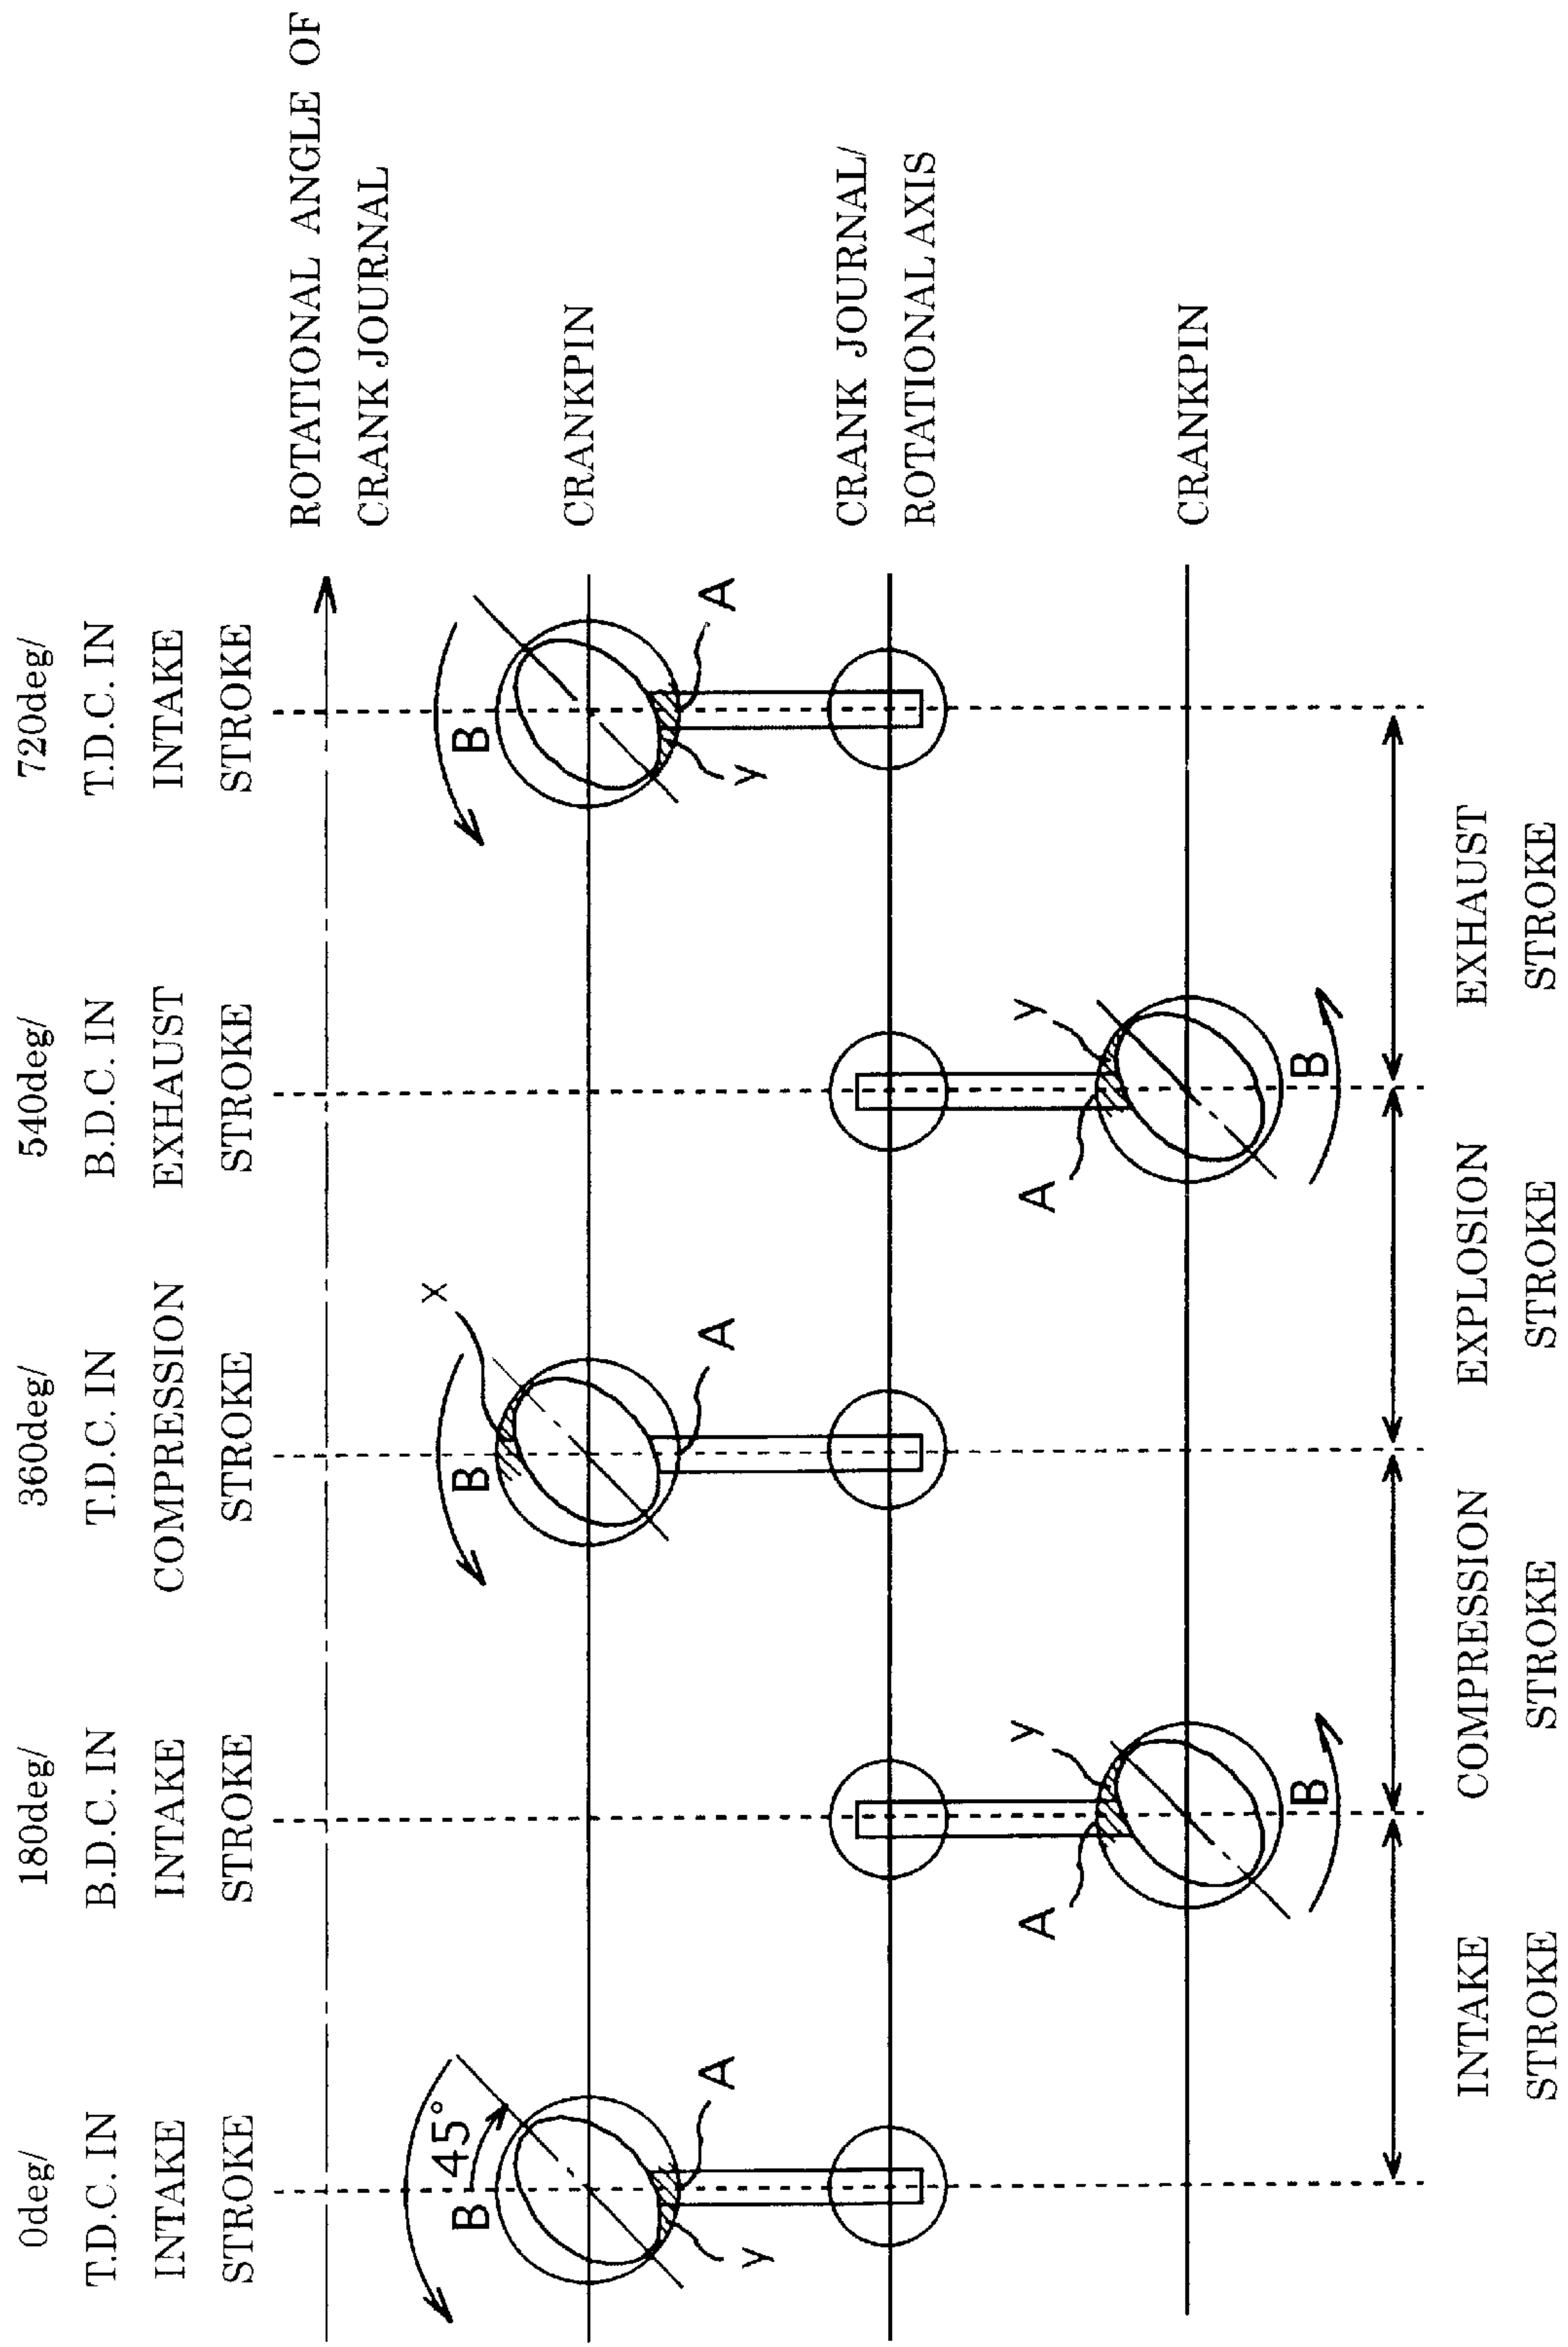 0deg/
T.D.C. IN
INTAKE
STROKE
180deg/
B.D.C. IN
INTAKE
STROKE
360deg/
T.D.C. IN
COMPRESSION
STROKE
540deg/
B.D.C. IN
EXHAUST
STROKE
720deg/
T.D.C. IN
INTAKE
STROKE
ROTATIONAL ANGLE OF
CRANK JOURNAL
B
45°
A
y
x
B
A
B
A
y
CRANKPIN
CRANK JOURNAL/
ROTATIONAL AXIS
A
y
B
A
y
B
CRANKPIN
INTAKE
STROKE
COMPRESSION
STROKE
EXPLOSION
STROKE
EXHAUST
STROKE